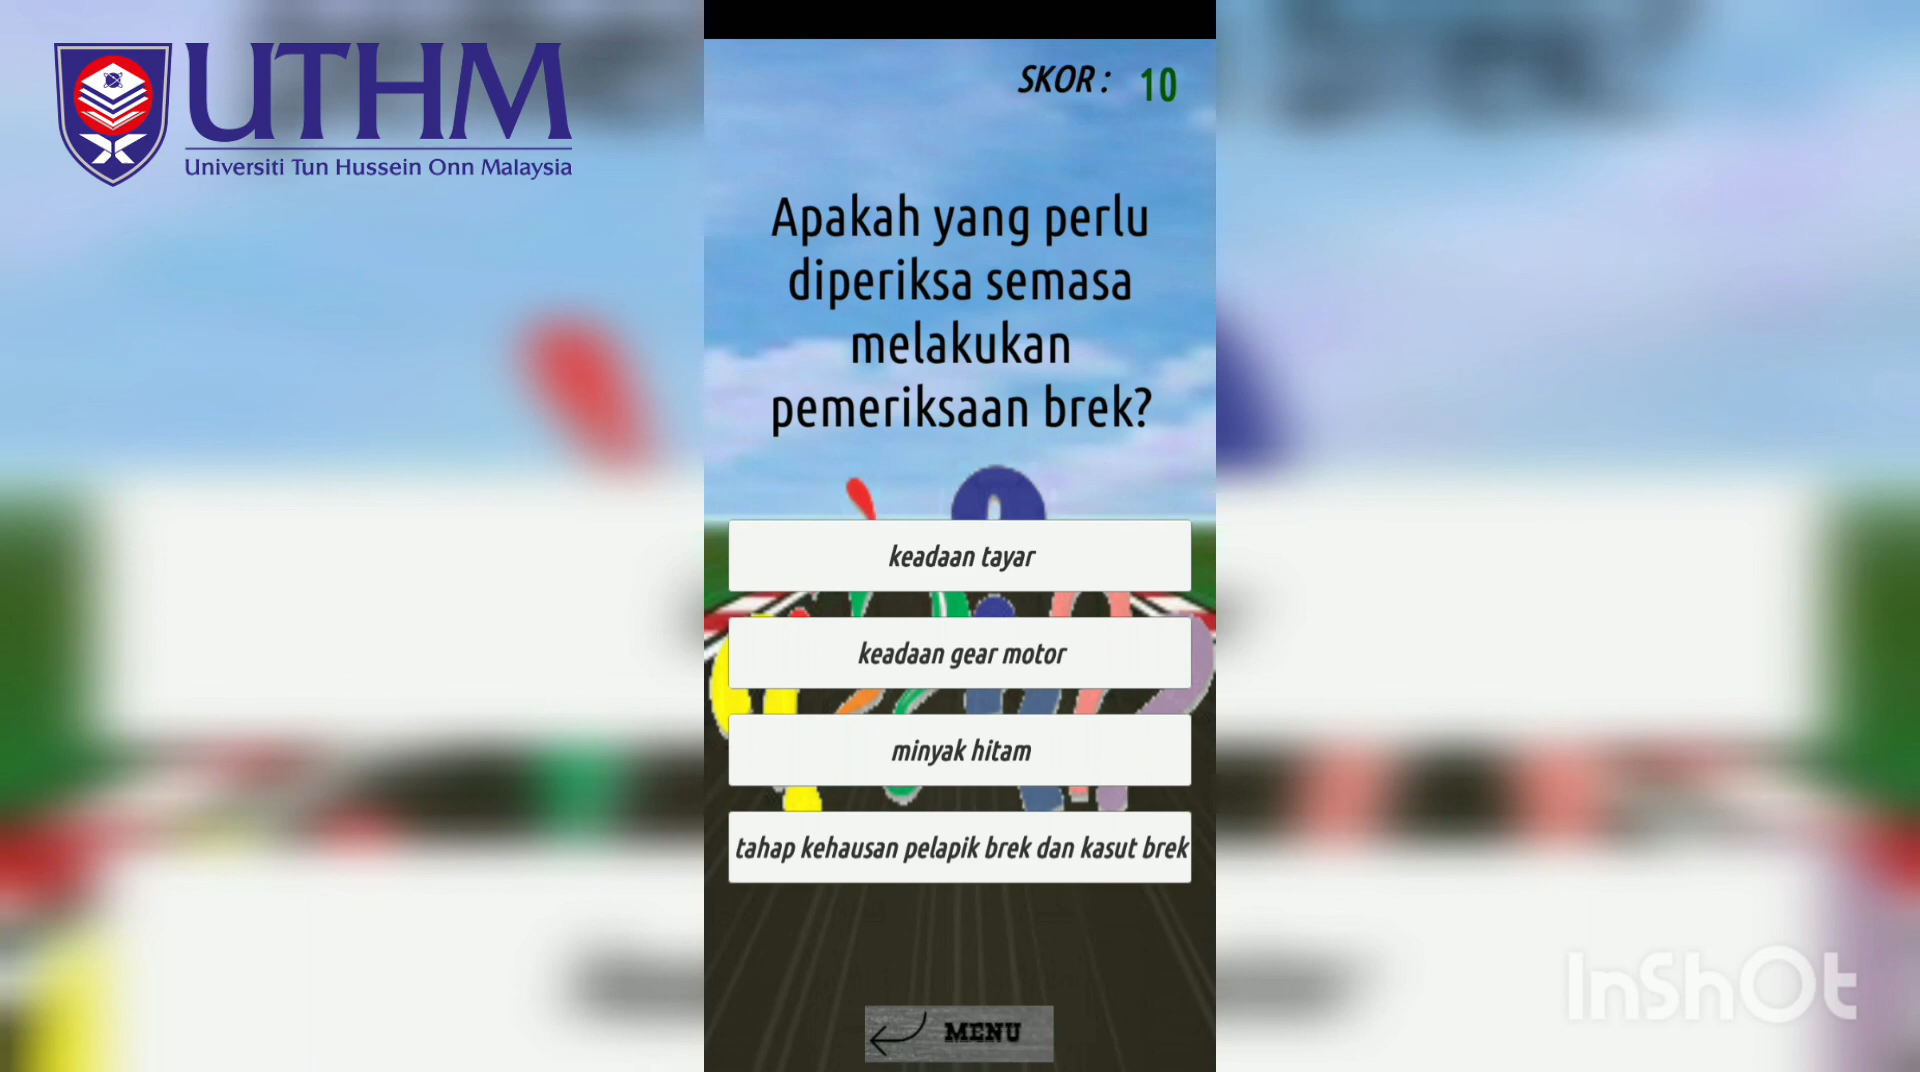 UTHM
Universiti Tun Hussein Onn Malaysia
SKOR : 10
Apakah yang perlu
diperiksa semasa
melakukan
pemeriksaan brek?
keadaan tayar
keadaan gear motor
minyak hitam
tahap kehausan pelapik brek dan kasut brek
MENU
InShOt